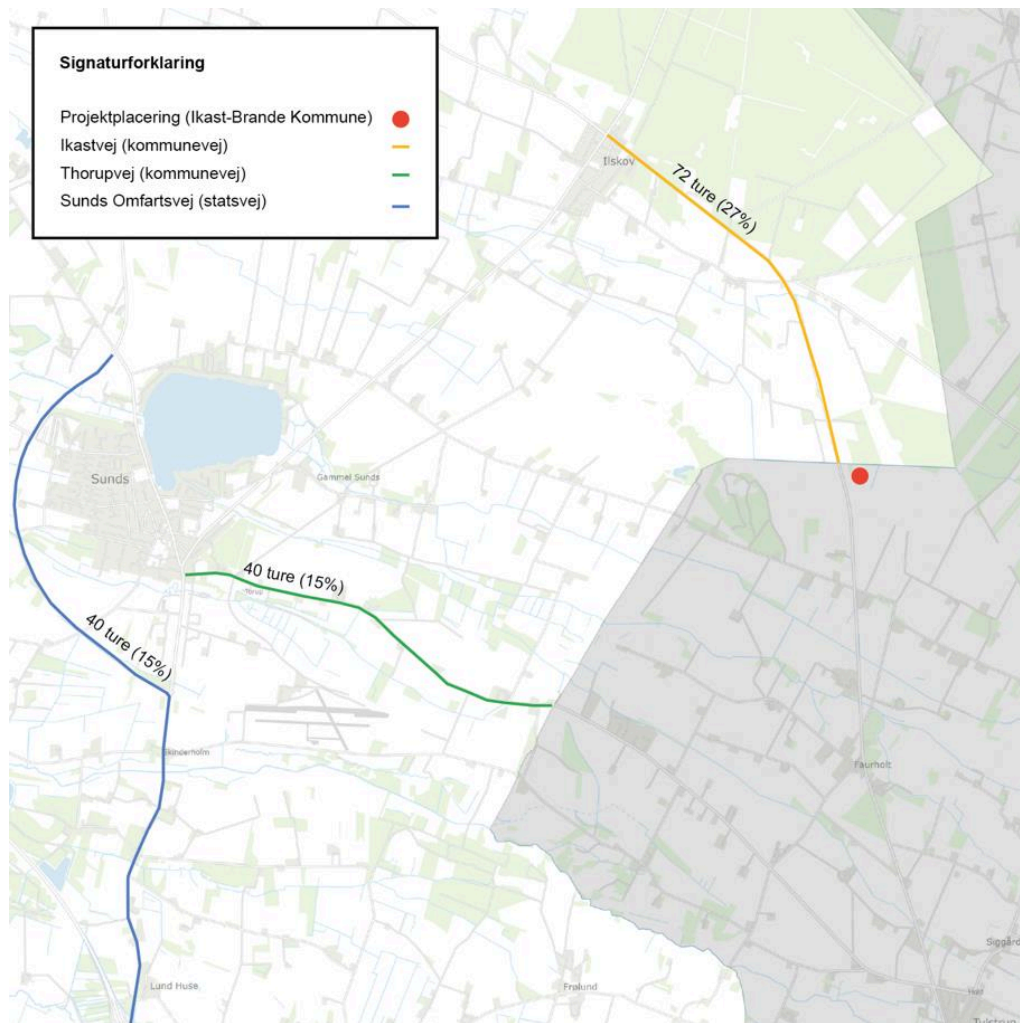 Signaturforklaring
Projektplacering (Ikast-Brande Kommune)
Ikastvej (kommunevej)
Thorupvej (kommunevej)
Sunds Omfartsvej (statsvej)
Ilskov
72 ture (27%)
Sunds
Gammel Sunds
40 ture (15%)
40 ture (15%)
Skinderholm
Faurholt
Siggård
Lund Huse
Frølund
Tulstrup